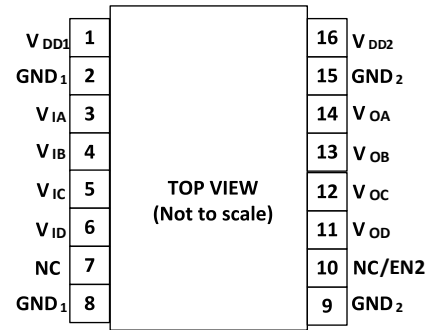 V DD1 1 16 V DD2
GND 1 2 15 GND 2
V IA 3 14 V OA
V IB 4 13 V OB
V IC 5 12 V OC
TOP VIEW
(Not to scale)
V ID 6 11 V OD
NC 7 10 NC/EN2
GND 1 8 9 GND 2